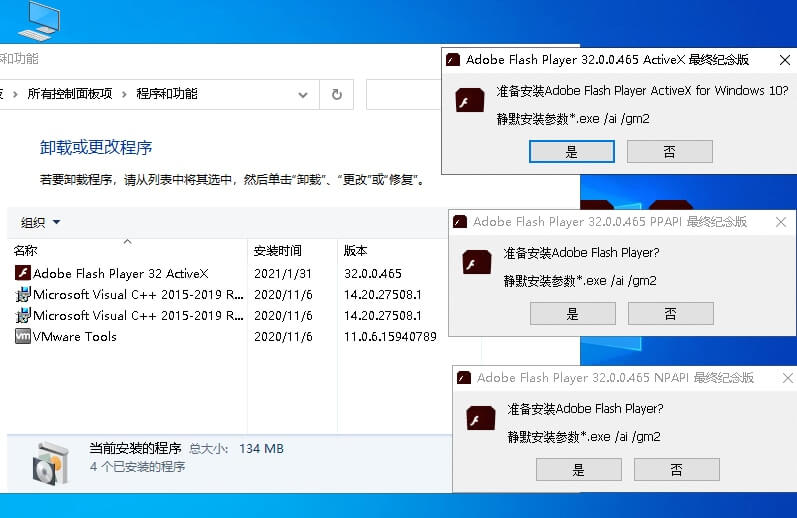 和功能
所有控制面板项 > 程序和功能
卸载或更改程序
若要卸载程序，请从列表中将其选中，然后单击“卸载”、“更改”或“修复”。
组织
名称 安装时间 版本
Adobe Flash Player 32 ActiveX 2021/1/31 32.0.0.465
Microsoft Visual C++ 2015-2019 R... 2020/11/6 14.20.27508.1
Microsoft Visual C++ 2015-2019 R... 2020/11/6 14.20.27508.1
VMware Tools 2020/11/6 11.0.6.15940789
当前安装的程序 总大小: 134 MB
4 个已安装的程序
Adobe Flash Player 32.0.0.465 ActiveX 最终纪念版
准备安装Adobe Flash Player ActiveX for Windows 10?
静默安装参数*.exe /ai /gm2
是 否
Adobe Flash Player 32.0.0.465 PPAPI 最终纪念版
准备安装Adobe Flash Player?
静默安装参数*.exe /ai /gm2
是 否
Adobe Flash Player 32.0.0.465 NPAPI 最终纪念版
准备安装Adobe Flash Player?
静默安装参数*.exe /ai /gm2
是 否